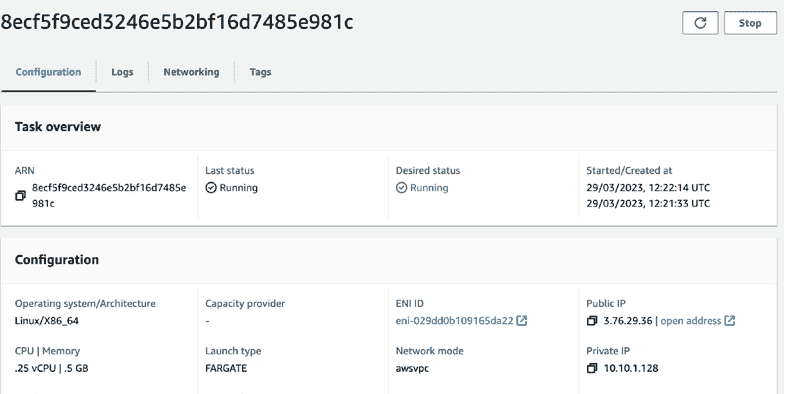 8ecf5f9ced3246e5b2bf16d7485e981c
Stop
Configuration Logs Networking Tags
Task overview
ARN Last status Desired status Started/Created at
8ecf5f9ced3246e5b2bf16d7485e Running Running 29/03/2023, 12:22:14 UTC
981c 29/03/2023, 12:21:33 UTC
Configuration
Operating system/Architecture Capacity provider ENI ID Public IP
Linux/X86_64 - eni-029dd0b109165da22 3.76.29.36 | open address
CPU | Memory Launch type Network mode Private IP
.25 vCPU | .5 GB FARGATE awsvpc 10.10.1.128